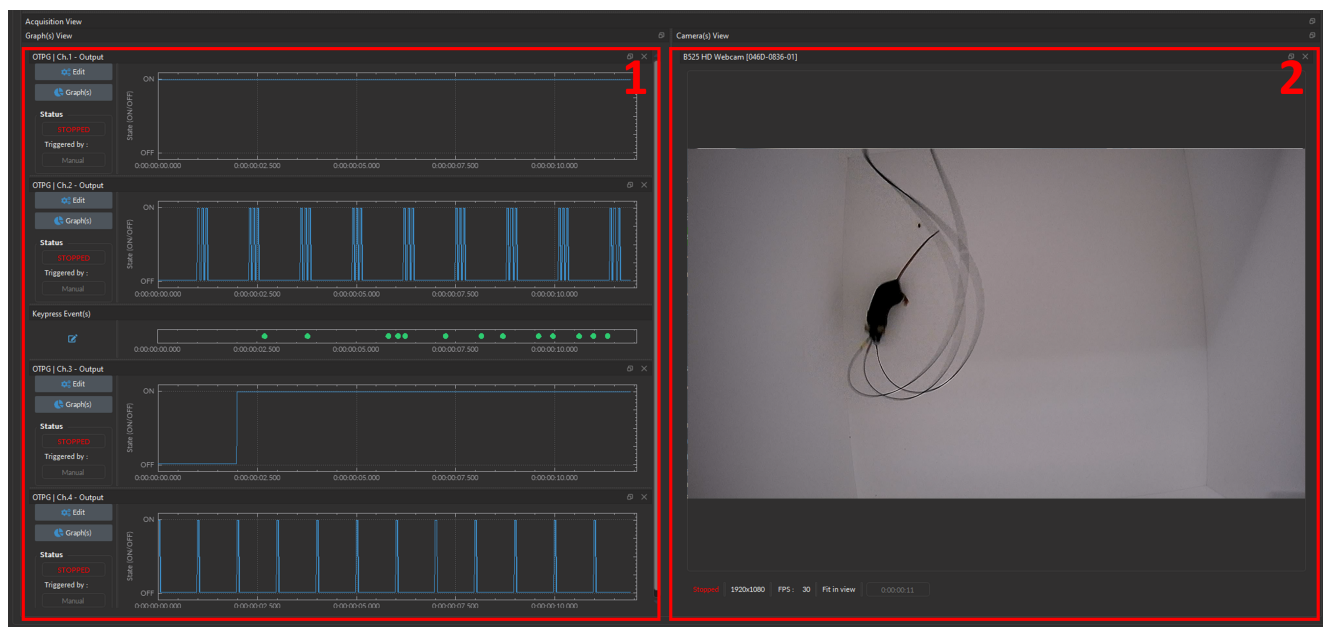 Acquisition View
Graph(s) View
OTPG | Ch.1 - Output
Edit
Graph(s)
Status
STOPPED
Triggered by :
Manual
State (ON/OFF)
ON
OFF
0:00:00:00.000 0:00:00:02.500 0:00:00:05.000 0:00:00:07.500 0:00:00:10.000
1
OTPG | Ch.2 - Output
Edit
Graph(s)
Status
STOPPED
Triggered by :
Manual
State (ON/OFF)
ON
OFF
0:00:00:00.000 0:00:00:02.500 0:00:00:05.000 0:00:00:07.500 0:00:00:10.000
Keypress Event(s)
0:00:00:00.000 0:00:00:02.500 0:00:00:05.000 0:00:00:07.500 0:00:00:10.000
OTPG | Ch.3 - Output
Edit
Graph(s)
Status
STOPPED
Triggered by :
Manual
State (ON/OFF)
ON
OFF
0:00:00:00.000 0:00:00:02.500 0:00:00:05.000 0:00:00:07.500 0:00:00:10.000
OTPG | Ch.4 - Output
Edit
Graph(s)
Status
STOPPED
Triggered by :
Manual
State (ON/OFF)
ON
OFF
0:00:00:00.000 0:00:00:02.500 0:00:00:05.000 0:00:00:07.500 0:00:00:10.000
Camera(s) View
B525 HD Webcam [046D-0836-01]
2
Stopped 1920x1080 FPS : 30 Fit in view 0:00:00:11